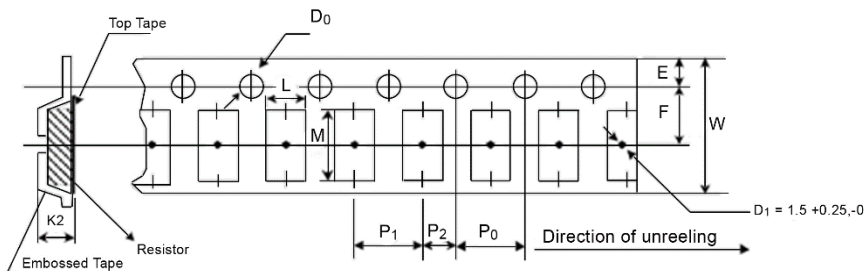 Top Tape
D0
L
E
F
W
M
K2
Embossed Tape
Resistor
P1
P2
P0
Direction of unreeling
D1 = 1.5 +0.25,-0